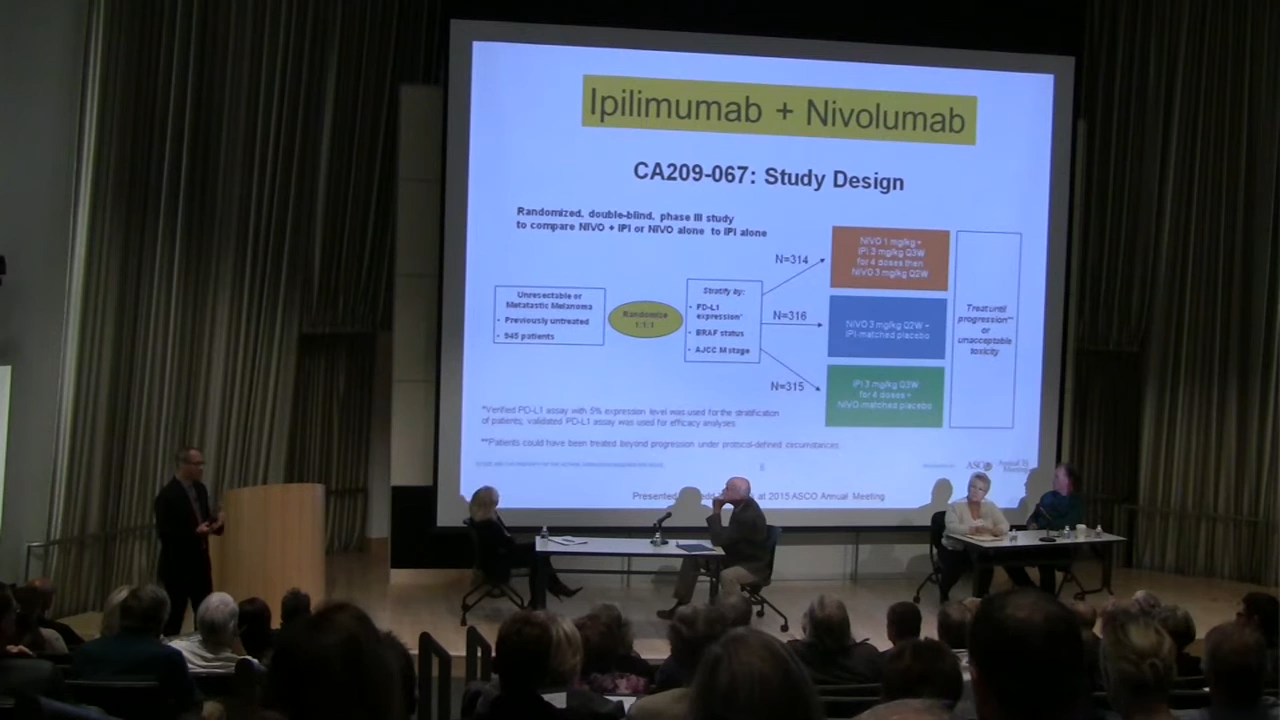 Ipilimumab + Nivolumab
CA209-067: Study Design
Randomized, double-blind, phase III study
to compare NIVO + IPI or NIVO alone to IPI alone
Unresectable or
Metatastic Melanoma
• Previously untreated
• 945 patients
Randomize
1:1:1
Stratify by:
• PD-L1
expression*
• BRAF status
• AJCC M stage
N=314
N=316
N=315
NIVO 1 mg/kg +
IPI 3 mg/kg Q3W
for 4 doses then
NIVO 3 mg/kg Q2W
NIVO 3 mg/kg Q2W +
IPI-matched placebo
IPI 3 mg/kg Q3W
for 4 doses +
NIVO-matched placebo
Treat until
progression**
or
unacceptable
toxicity
*Verified PD-L1 assay with 5% expression level was used for the stratification
of patients; validated PD-L1 assay was used for efficacy analyses.
**Patients could have been treated beyond progression under protocol-defined circumstances.
8
ASCO
Annual '15
Meeting
Presented at 2015 ASCO Annual Meeting